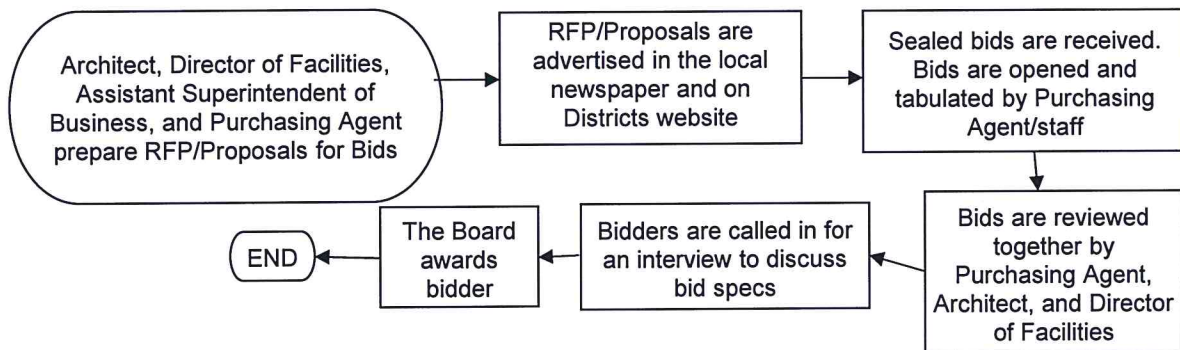 Architect, Director of Facilities,
Assistant Superintendent of
Business, and Purchasing Agent
prepare RFP/Proposals for Bids
RFP/Proposals are
advertised in the local
newspaper and on
Districts website
Sealed bids are received.
Bids are opened and
tabulated by Purchasing
Agent/staff
Bids are reviewed
together by
Purchasing Agent,
Architect, and Director
of Facilities
Bidders are called in for
an interview to discuss
bid specs
The Board
awards
bidder
END